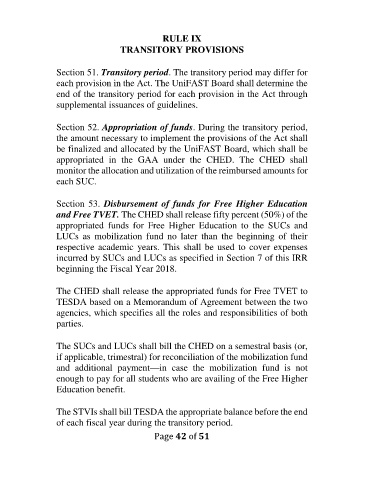 RULE IX
TRANSITORY PROVISIONS
Section 51. Transitory period. The transitory period may differ for
each provision in the Act. The UniFAST Board shall determine the
end of the transitory period for each provision in the Act through
supplemental issuances of guidelines.
Section 52. Appropriation of funds. During the transitory period,
the amount necessary to implement the provisions of the Act shall
be finalized and allocated by the UniFAST Board, which shall be
appropriated in the GAA under the CHED. The CHED shall
monitor the allocation and utilization of the reimbursed amounts for
each SUC.
Section 53. Disbursement of funds for Free Higher Education
and Free TVET. The CHED shall release fifty percent (50%) of the
appropriated funds for Free Higher Education to the SUCs and
LUCs as mobilization fund no later than the beginning of their
respective academic years. This shall be used to cover expenses
incurred by SUCs and LUCs as specified in Section 7 of this IRR
beginning the Fiscal Year 2018.
The CHED shall release the appropriated funds for Free TVET to
TESDA based on a Memorandum of Agreement between the two
agencies, which specifies all the roles and responsibilities of both
parties.
The SUCs and LUCs shall bill the CHED on a semestral basis (or,
if applicable, trimestral) for reconciliation of the mobilization fund
and additional payment—in case the mobilization fund is not
enough to pay for all students who are availing of the Free Higher
Education benefit.
The STVIs shall bill TESDA the appropriate balance before the end
of each fiscal year during the transitory period.
Page 42 of 51